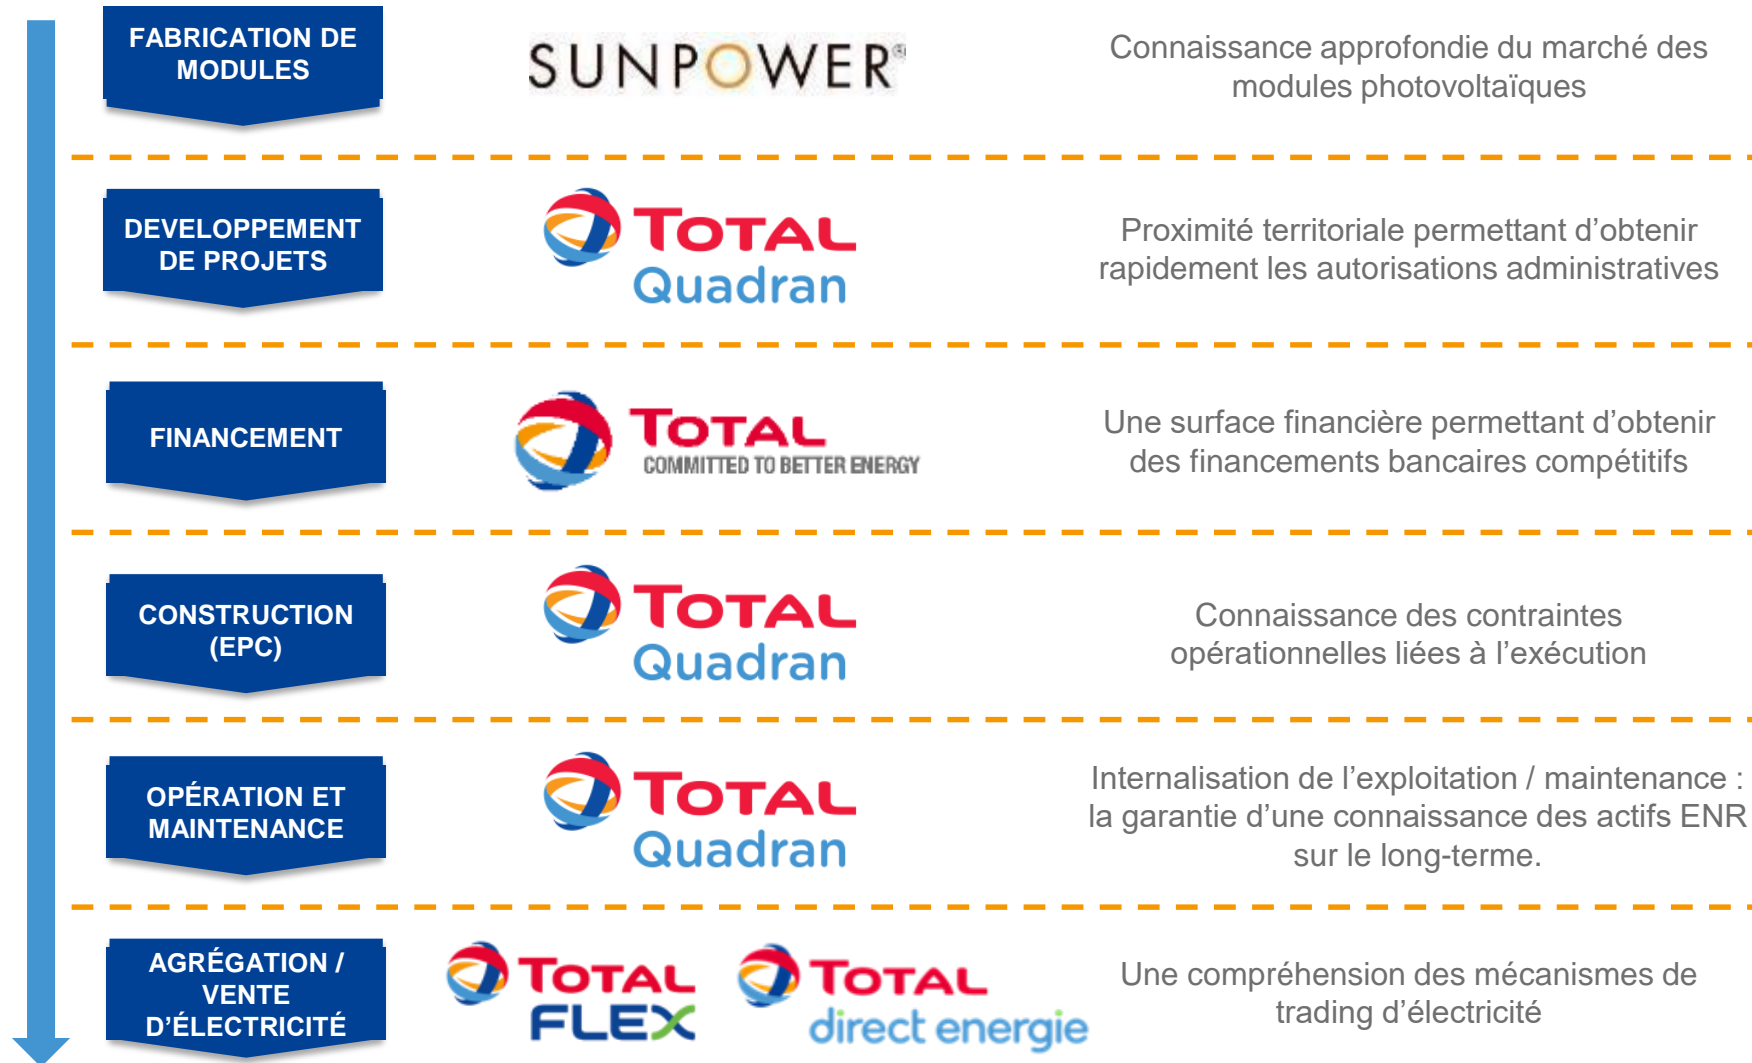 FABRICATION DE
MODULES
SUNPOWER®
Connaissance approfondie du marché des
modules photovoltaïques
DEVELOPPEMENT
DE PROJETS
TOTAL
Quadran
Proximité territoriale permettant d’obtenir
rapidement les autorisations administratives
FINANCEMENT
TOTAL
COMMITTED TO BETTER ENERGY
Une surface financière permettant d’obtenir
des financements bancaires compétitifs
CONSTRUCTION
(EPC)
TOTAL
Quadran
Connaissance des contraintes
opérationnelles liées à l’exécution
OPÉRATION ET
MAINTENANCE
TOTAL
Quadran
Internalisation de l’exploitation / maintenance :
la garantie d’une connaissance des actifs ENR
sur le long-terme.
AGRÉGATION /
VENTE
D’ÉLECTRICITÉ
TOTAL
FLEX
TOTAL
direct energie
Une compréhension des mécanismes de
trading d’électricité